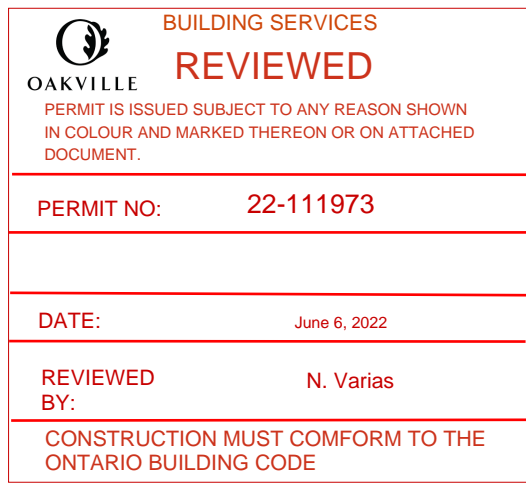 BUILDING SERVICES
OAKVILLE
REVIEWED
PERMIT IS ISSUED SUBJECT TO ANY REASON SHOWN
IN COLOUR AND MARKED THEREON OR ON ATTACHED
DOCUMENT.
PERMIT NO: 22-111973
DATE: June 6, 2022
REVIEWED
BY: N. Varias
CONSTRUCTION MUST COMFORM TO THE
ONTARIO BUILDING CODE